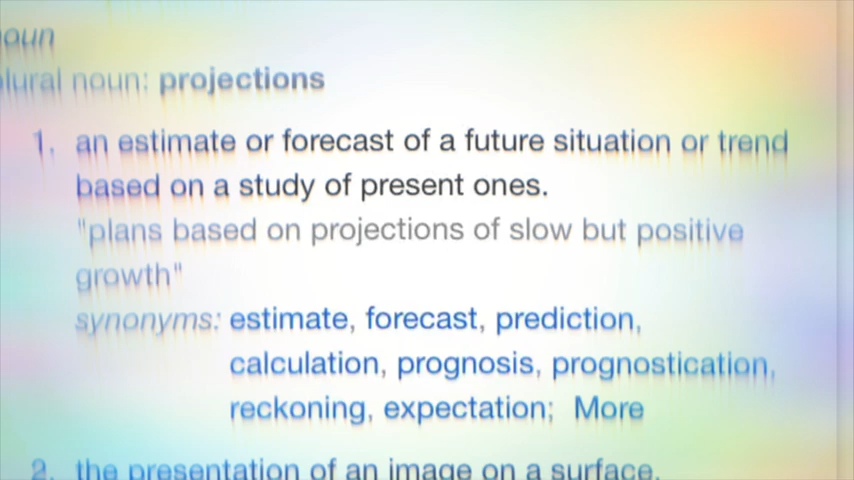 noun
plural noun: projections
1. an estimate or forecast of a future situation or trend
based on a study of present ones.
"plans based on projections of slow but positive
growth"
synonyms: estimate, forecast, prediction,
calculation, prognosis, prognostication,
reckoning, expectation; More
2. the presentation of an image on a surface,